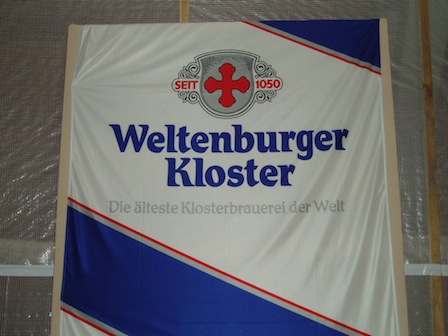 SEIT 1050
Weltenburger
Kloster
Die älteste Klosterbrauerei der Welt